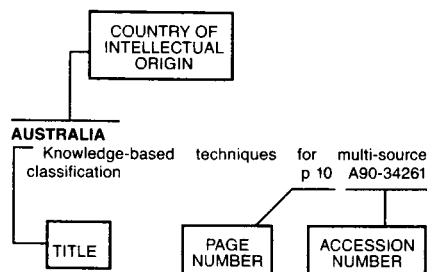 COUNTRY OF
INTELLECTUAL
ORIGIN
AUSTRALIA
Knowledge-based techniques for multi-source
classification p 10 A90-34261
TITLE
PAGE
NUMBER
ACCESSION
NUMBER